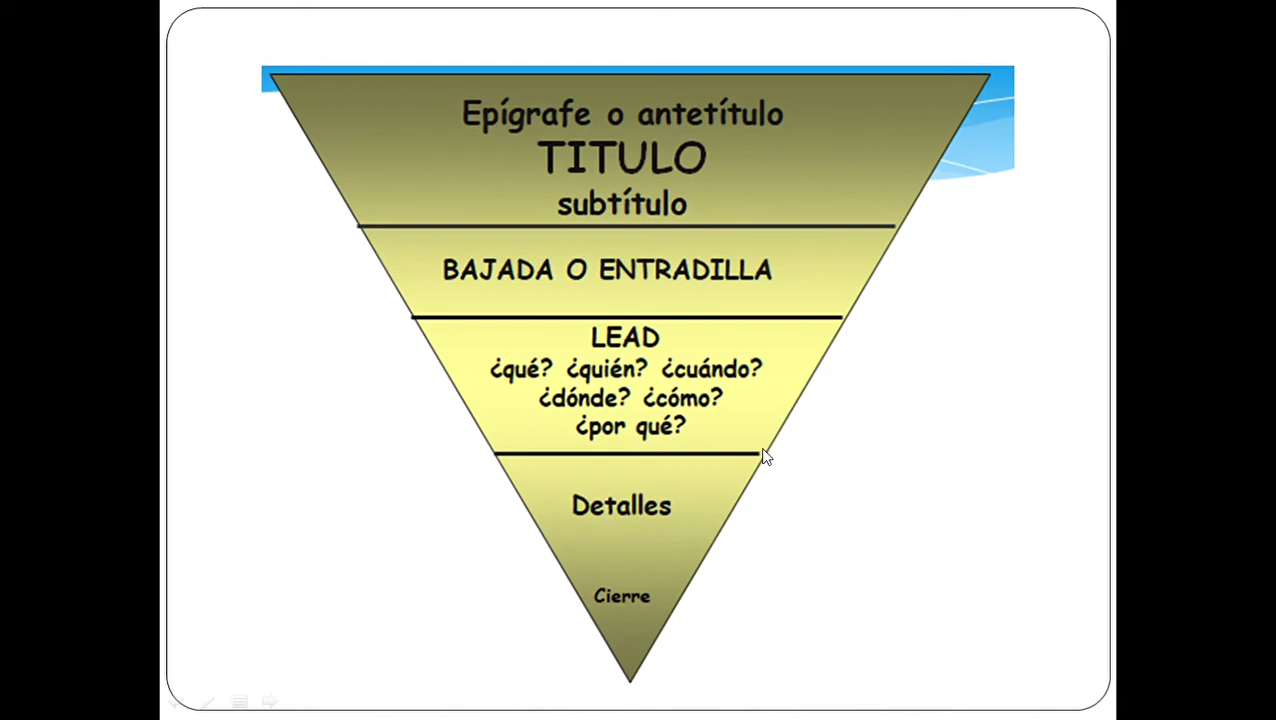 Epígrafe o antetítulo
TITULO
subtítulo
BAJADA O ENTRADILLA
LEAD
¿qué? ¿quién? ¿cuándo?
¿dónde? ¿cómo?
¿por qué?
Detalles
Cierre